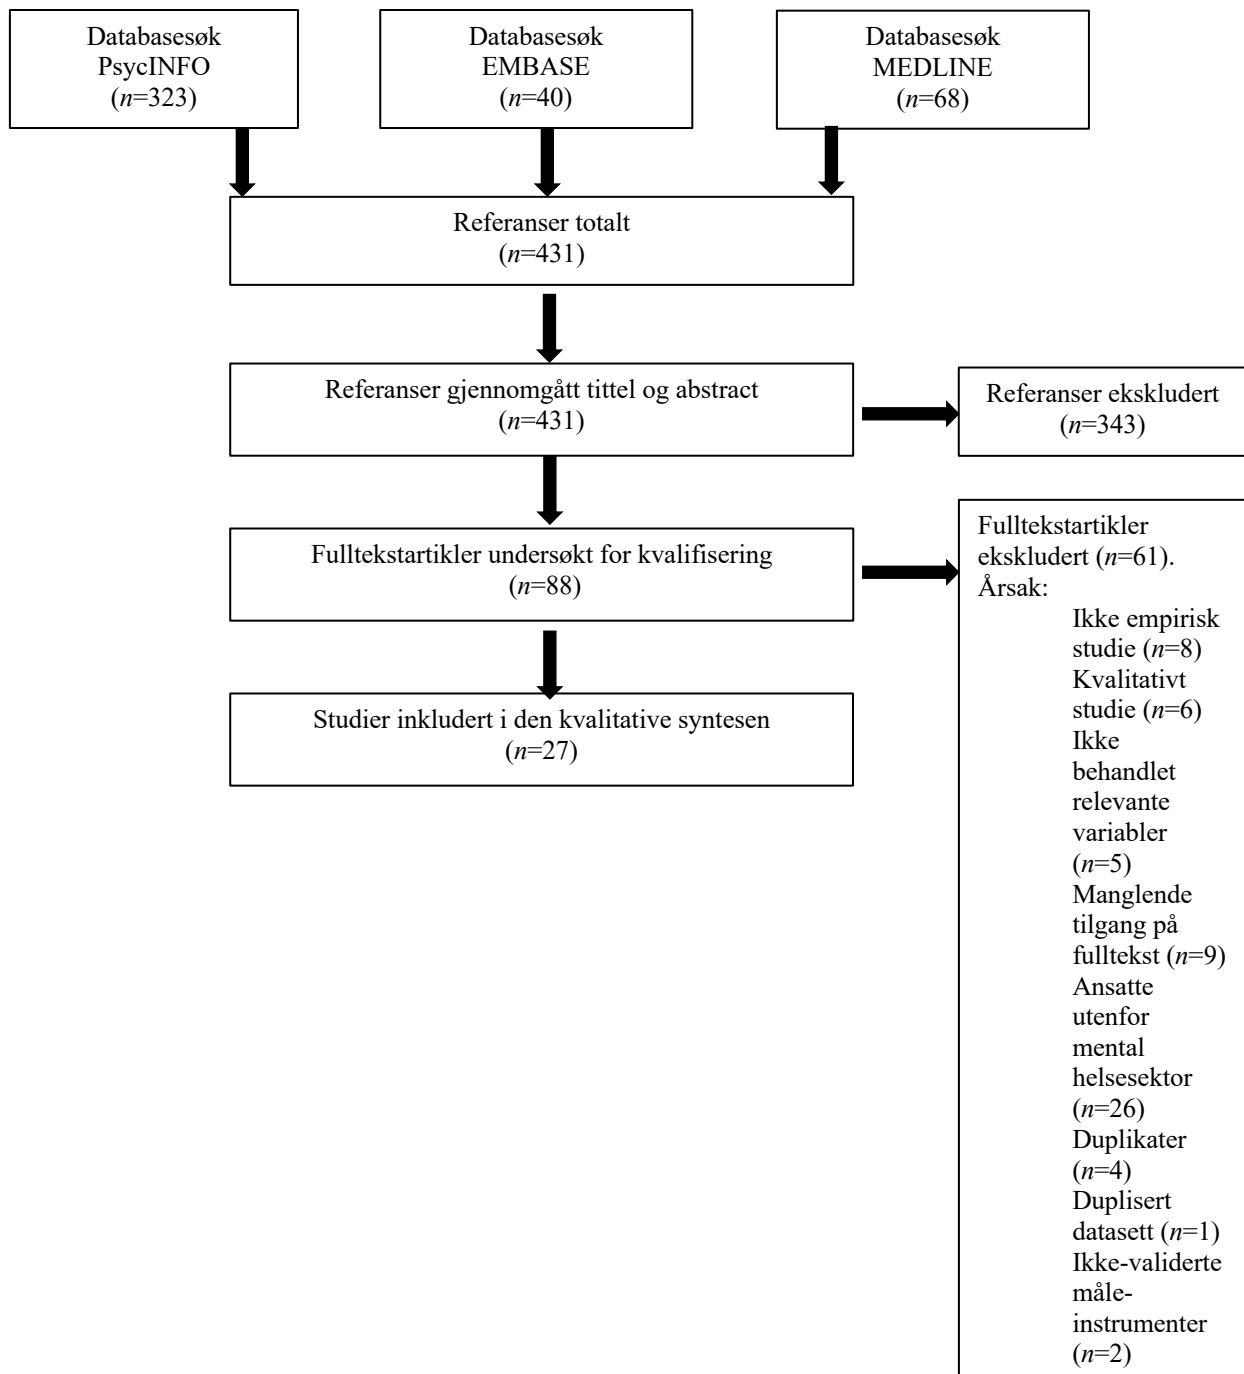 Databasesøk
PsycINFO
(n=323)
Databasesøk
EMBASE
(n=40)
Databasesøk
MEDLINE
(n=68)
Referanser totalt
(n=431)
Referanser gjennomgått tittel og abstract
(n=431)
Referanser ekskludert
(n=343)
Fulltekstartikler undersøkt for kvalifisering
(n=88)
Fulltekstartikler
ekskludert (n=61).
Årsak:
Ikke empirisk
studie (n=8)
Kvalitativt
studie (n=6)
Ikke
behandlet
relevante
variabler
(n=5)
Manglende
tilgang på
fulltekst (n=9)
Ansatte
utenfor
mental
helsesektor
(n=26)
Duplikater
(n=4)
Duplisert
datasett (n=1)
Ikke-validerte
måle-
instrumenter
(n=2)
Studier inkludert i den kvalitative syntesen
(n=27)